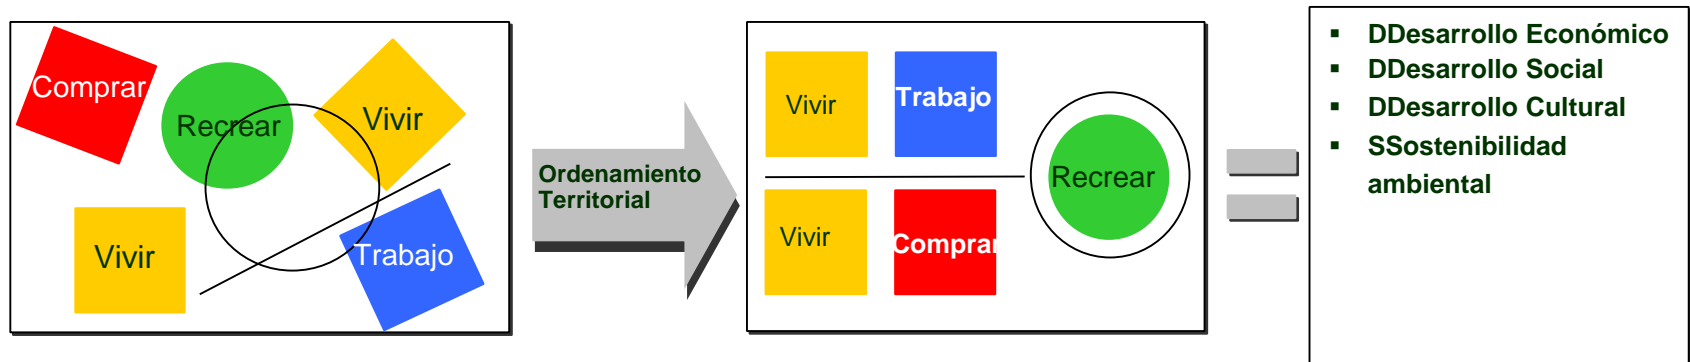 Comprar
Recrear
Vivir
Vivir
Trabajo
Ordenamiento
Territorial
Vivir
Trabajo
Recrear
Vivir
Comprar
▪ DDesarrollo Económico
▪ DDesarrollo Social
▪ DDesarrollo Cultural
▪ SSostenibilidad
ambiental